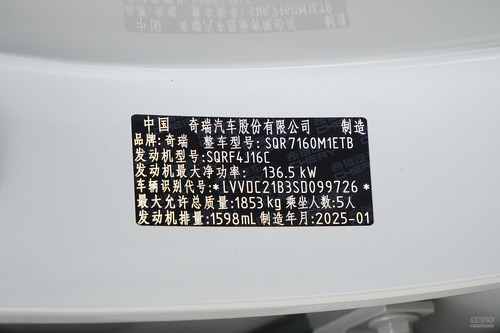 中国 奇瑞汽车股份有限公司 制造
品牌:奇瑞 整车型号:SQR7160M1ETB
发动机型号:SQRF4J16C
发动机最大净功率: 136.5 kW
车辆识别代号:*LVVDC21B3SD099726*
最大允许总质量:1853 kg 乘坐人数:5人
发动机排量:1598mL 制造年月:2025-01